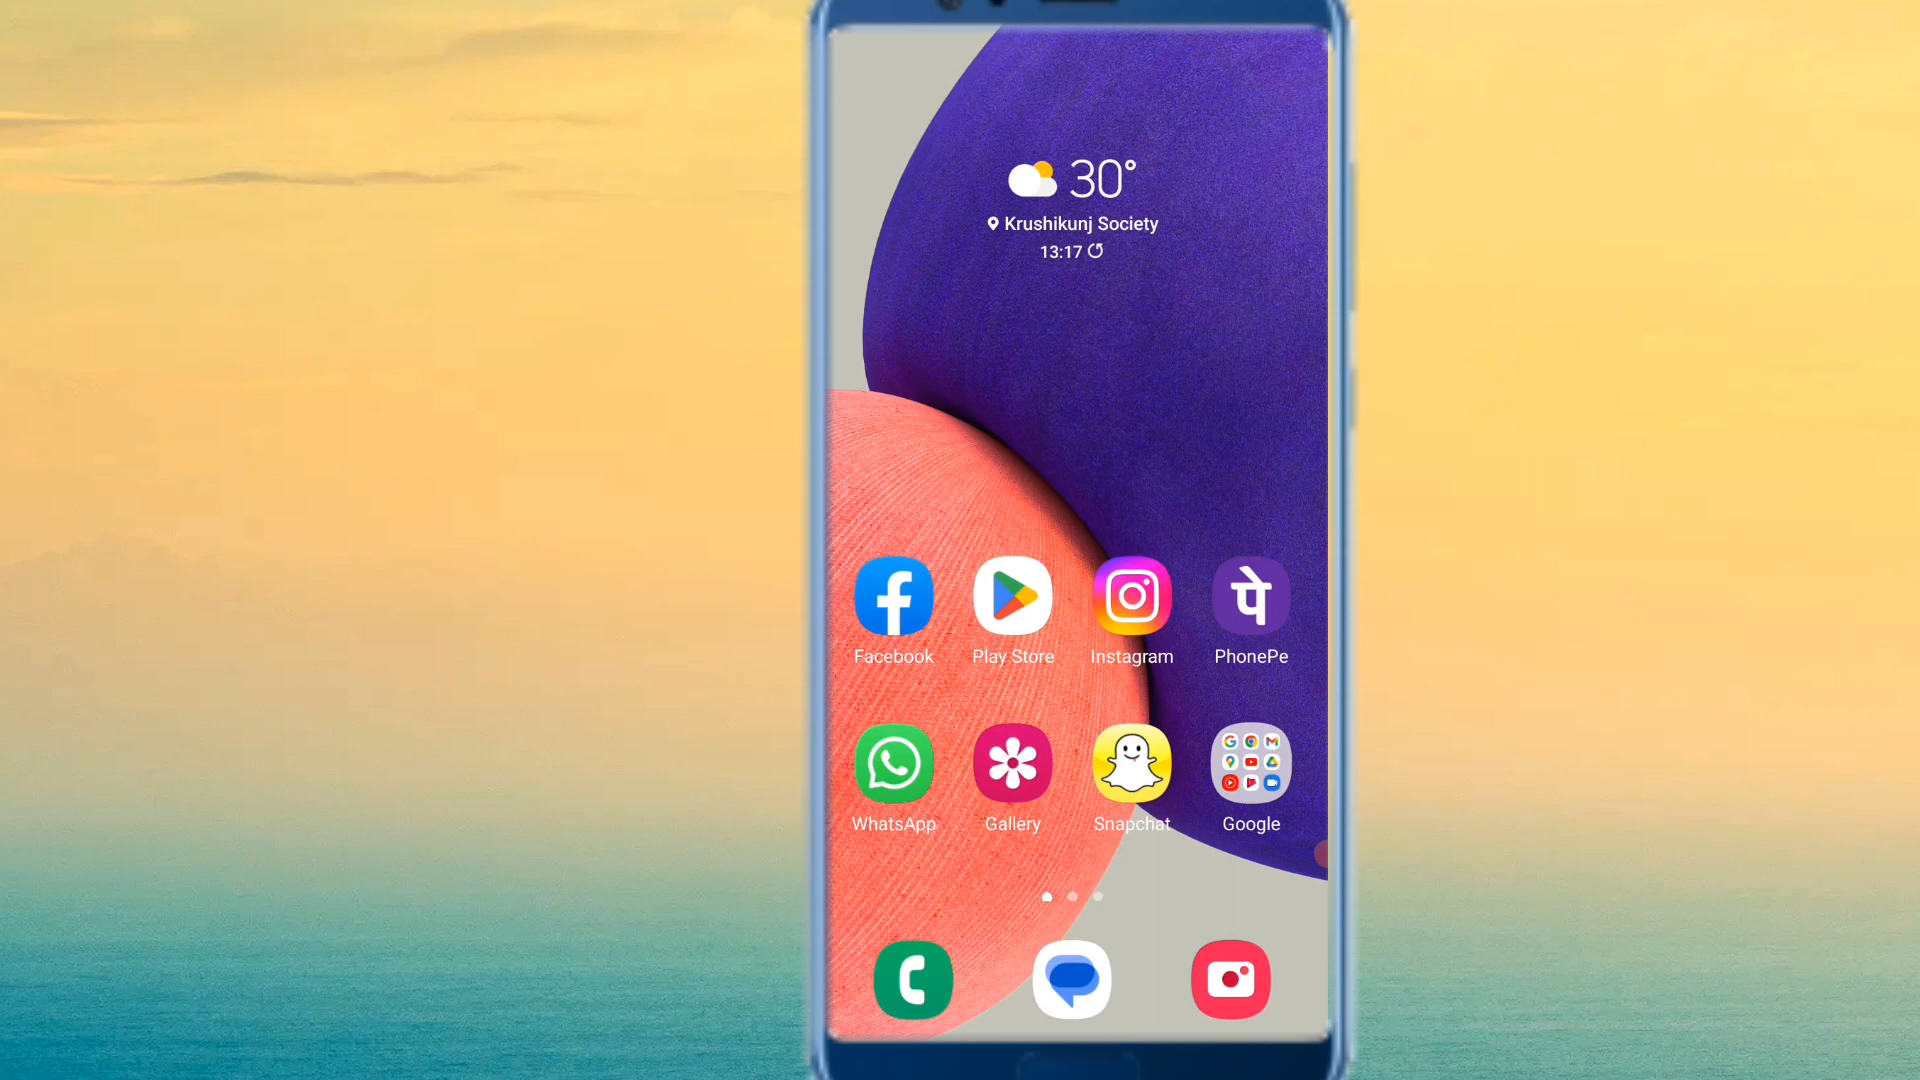 30°
Krushikunj Society
13:17
Facebook
Play Store
Instagram
पे
PhonePe
WhatsApp
Gallery
Snapchat
Google